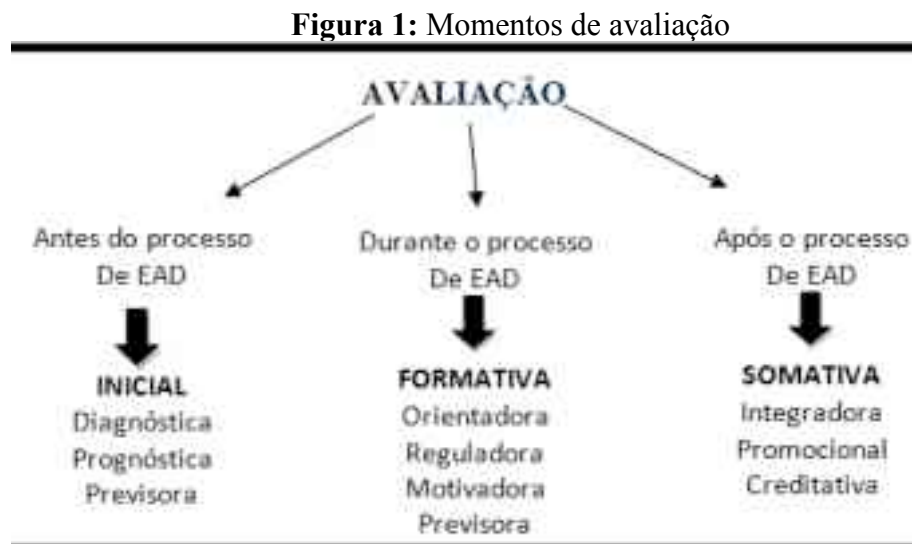 Figura 1: Momentos de avaliação
AVALIAÇÃO
Antes do processo
De EAD
INICIAL
Diagnóstica
Prognóstica
Previsora
Durante o processo
De EAD
FORMATIVA
Orientadora
Reguladora
Motivadora
Previsora
Após o processo
De EAD
SOMATIVA
Integradora
Promocional
Creditativa